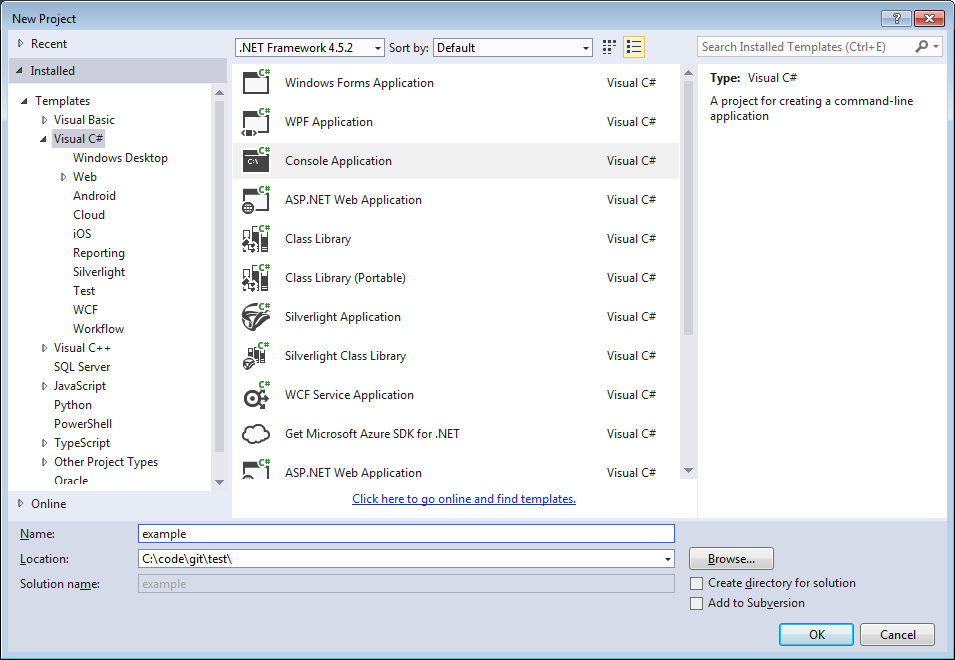 New Project
Recent
Installed
Templates
Visual Basic
Visual C#
Windows Desktop
Web
Android
Cloud
iOS
Reporting
Silverlight
Test
WCF
Workflow
Visual C++
SQL Server
JavaScript
Python
PowerShell
TypeScript
Other Project Types
Oracle
Online
.NET Framework 4.5.2 Sort by: Default
Search Installed Templates (Ctrl+E)
C# Windows Forms Application Visual C#
C# WPF Application Visual C#
C# C:\ Console Application Visual C#
C# ASP.NET Web Application Visual C#
C# Class Library Visual C#
C# Class Library (Portable) Visual C#
C# Silverlight Application Visual C#
C# Silverlight Class Library Visual C#
C# WCF Service Application Visual C#
Get Microsoft Azure SDK for .NET Visual C#
C# ASP.NET Web Application Visual C#
Click here to go online and find templates.
Type: Visual C#
A project for creating a command-line
application
Name: example
Location: C:\code\git\test\ Browse...
Solution name: example
Create directory for solution
Add to Subversion
OK Cancel